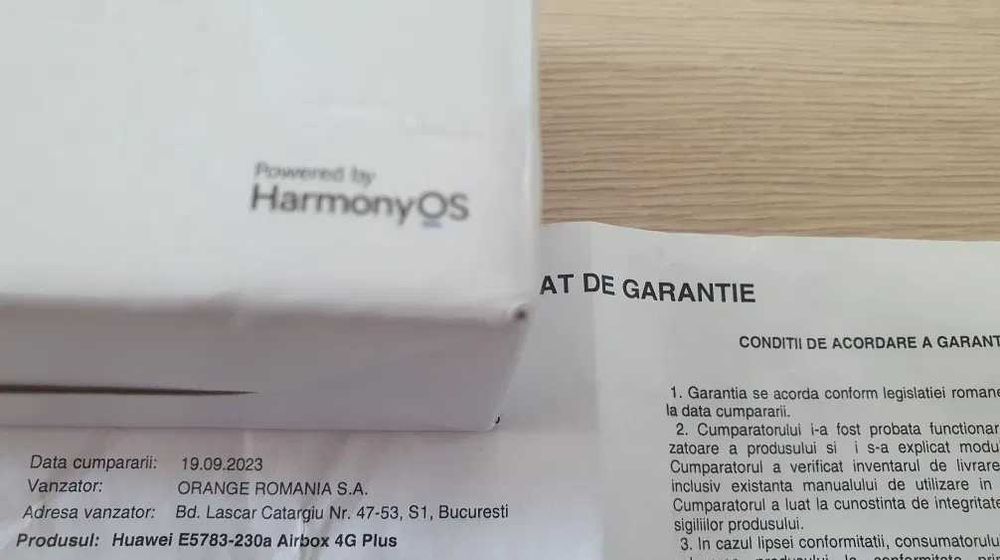 Powered by
HarmonyOS
AT DE GARANTIE
CONDITII DE ACORDARE A GARANT
1. Garantia se acorda conform legislatiei romane
la data cumpararii.
2. Cumparatorului i-a fost probata functionar
zatoare a produsului si i s-a explicat modu
Cumparatorul a verificat inventarul de livrare
inclusiv existanta manualului de utilizare in
Cumparatorul a luat la cunostinta de integritate
sigiliilor produsului.
3. In cazul lipsei conformitatii, consumatorulu
Data cumpararii: 19.09.2023
Vanzator: ORANGE ROMANIA S.A.
Adresa vanzator: Bd. Lascar Catargiu Nr. 47-53, S1, Bucuresti
Produsul: Huawei E5783-230a Airbox 4G Plus